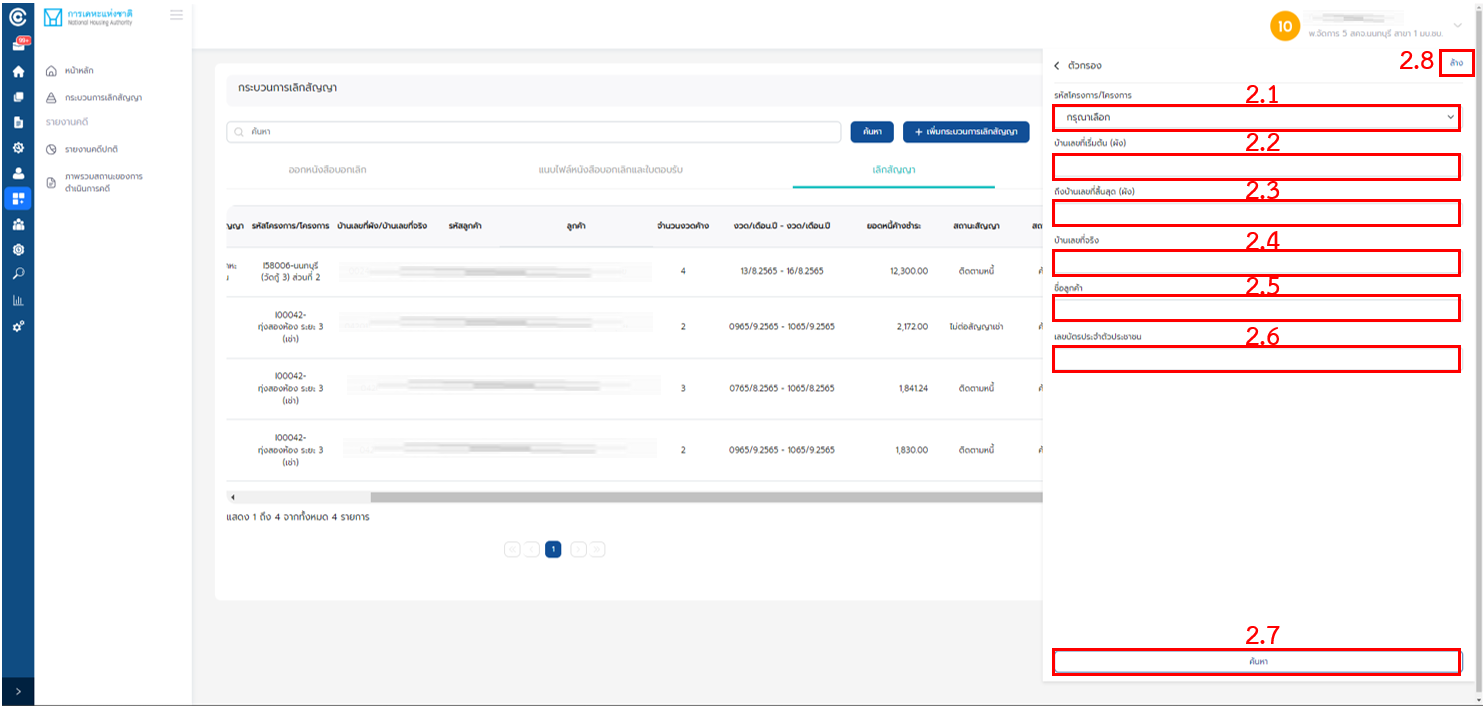 การเคหะแห่งชาติ
National Housing Authority
99+
หน้าหลัก
กระบวนการเลิกสัญญา
รายงานคดี
รายงานคดีปกติ
ภาพรวมสถานะของการ
ดำเนินการคดี
10
พ.จัดการ 5 สคจ.นนทบุรี สาขา 1 มบ.ชบ.
กระบวนการเลิกสัญญา
ค้นหา
ค้นหา
+ เพิ่มกระบวนการเลิกสัญญา
ออกหนังสือบอกเลิก
แนบไฟล์หนังสือบอกเลิกและใบตอบรับ
เลิกสัญญา
รหัสโครงการ/โครงการ บ้านเลขที่ผัง/บ้านเลขที่จริง รหัสลูกค้า ลูกค้า จำนวนงวดค้าง งวด/เดือน.ปี - งวด/เดือน.ปี ยอดหนี้ค้างชำระ สถานะสัญญา
I58006-นนทบุรี
(วัดกู้ 3) ส่วนที่ 2
4 13/8.2565 - 16/8.2565 12,300.00 ติดตามหนี้
I00042-
ทุ่งสองห้อง ระยะ 3
(เช่า)
2 0965/9.2565 - 1065/9.2565 2,172.00 ไม่ต่อสัญญาเช่า
I00042-
ทุ่งสองห้อง ระยะ 3
(เช่า)
3 0765/8.2565 - 1065/8.2565 1,841.24 ติดตามหนี้
I00042-
ทุ่งสองห้อง ระยะ 3
(เช่า)
2 0965/9.2565 - 1065/9.2565 1,830.00 ติดตามหนี้
แสดง 1 ถึง 4 จากทั้งหมด 4 รายการ
1
ตัวกรอง
2.8
ล้าง
รหัสโครงการ/โครงการ
2.1
กรุณาเลือก
บ้านเลขที่เริ่มต้น (ผัง)
2.2
ถึงบ้านเลขที่สิ้นสุด (ผัง)
2.3
บ้านเลขที่จริง
2.4
ชื่อลูกค้า
2.5
เลขบัตรประจำตัวประชาชน
2.6
2.7
ค้นหา